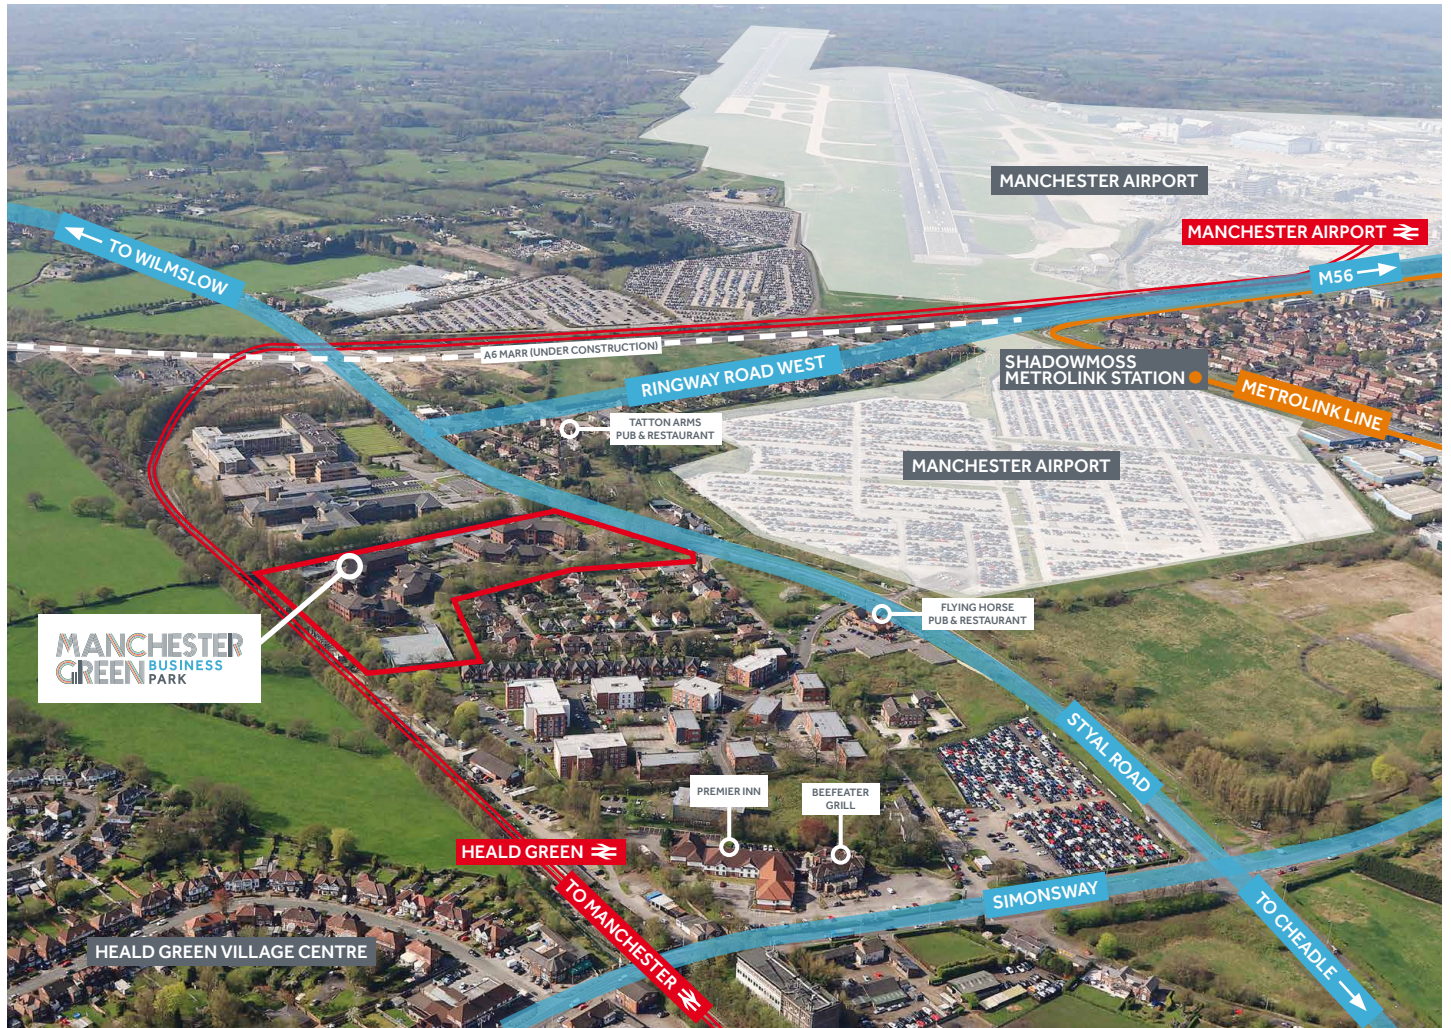 MANCHESTER AIRPORT
MANCHESTER AIRPORT
M56
TO WILMSLOW
A6 MARR (UNDER CONSTRUCTION)
RINGWAY ROAD WEST
SHADOWMOSS
METROLINK STATION
METROLINK LINE
TATTON ARMS
PUB & RESTAURANT
MANCHESTER AIRPORT
FLYING HORSE
PUB & RESTAURANT
MANCHESTER
GREEN BUSINESS
PARK
STYAL ROAD
PREMIER INN
BEEFEATER
GRILL
HEALD GREEN
TO MANCHESTER
SIMONSWAY
TO CHEADLE
HEALD GREEN VILLAGE CENTRE